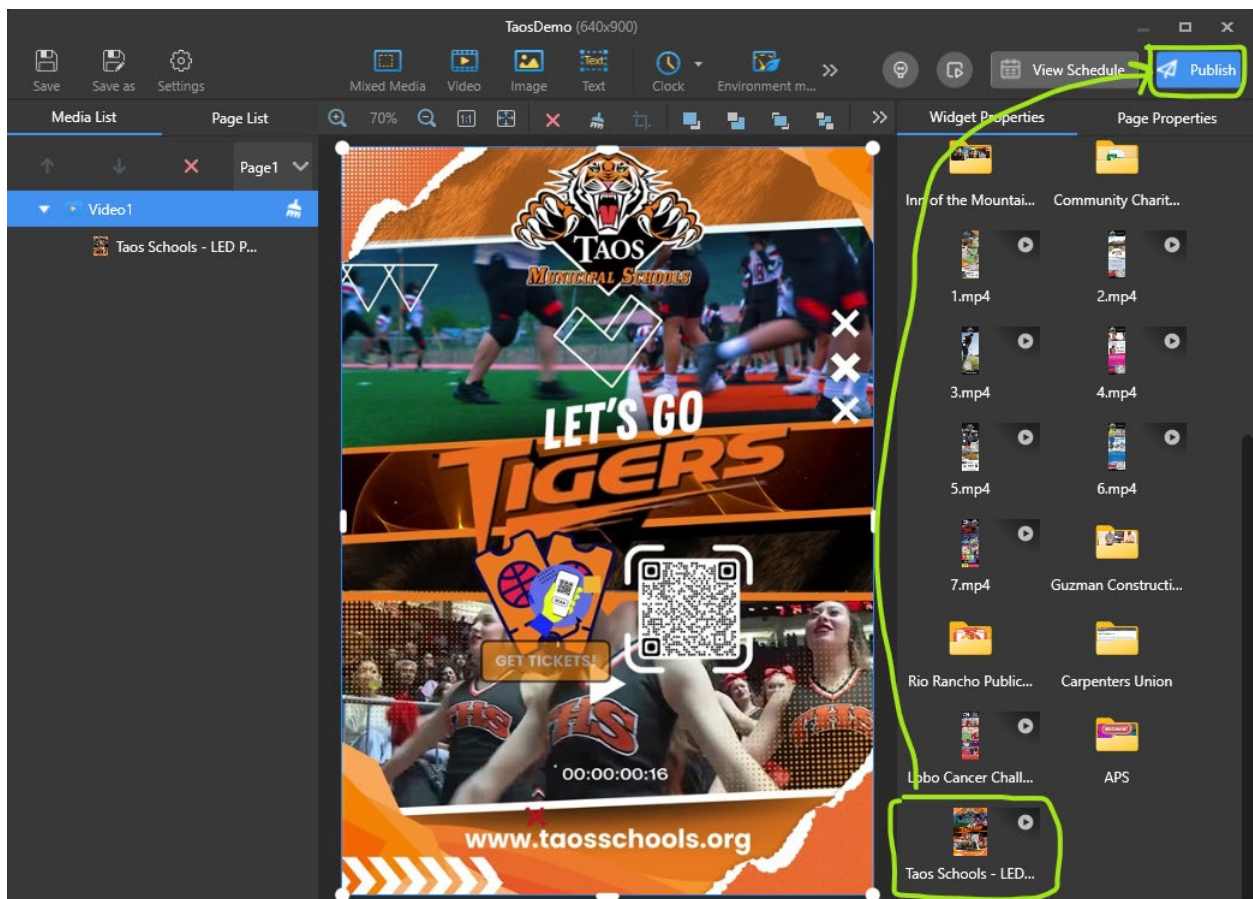 TaosDemo (640x900)
Save Save as Settings Mixed Media Video Image Text Text Clock Environment m... View Schedule Publish
Media List Page List 70% 1:1 Widget Properties Page Properties
Page1
Video1
Taos Schools - LED P...
TAOS
MUNICIPAL SCHOOLS
LET'S GO
TIGERS
GET TICKETS!
THS THS THS
00:00:00:16
www.taosschools.org
Inn of the Mountai... Community Charit...
1.mp4 2.mp4
3.mp4 4.mp4
5.mp4 6.mp4
7.mp4 Guzman Constructi...
Rio Rancho Public... Carpenters Union
Lobo Cancer Chall... APS
Taos Schools - LED...